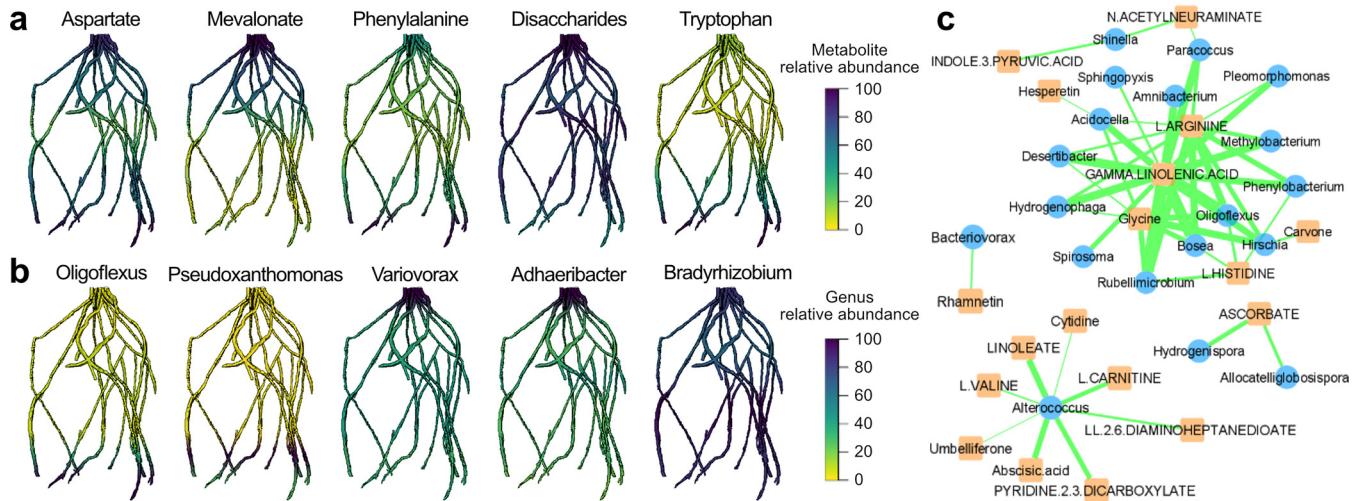 a
Aspartate
Mevalonate
Phenylalanine
Disaccharides
Tryptophan
Metabolite
relative abundance
100
80
60
40
20
0
b
Oligoflexus
Pseudoxanthomonas
Variovorax
Adhaeribacter
Bradyrhizobium
Genus
relative abundance
100
80
60
40
20
0
c
N.ACETYLNEURAMINATE
Shinella
Paracoccus
INDOLE.3.PYRUVIC.ACID
Sphingopyxis
Pleomorphomonas
Hesperetin
Amnibacterium
Acidocella
L.ARGININE
Methylobacterium
Desertibacter
GAMMA.LINOLENIC.ACID
Phenylobacterium
Hydrogenophaga
Glycine
Oligoflexus
Carvone
Bacteriovorax
Bosea
Hirschia
Spirosoma
L.HISTIDINE
Rubellimicrobium
Rhamnetin
ASCORBATE
Cytidine
Hydrogenispora
LINOLEATE
Allocatelliglobosispora
L.VALINE
L.CARNITINE
Alterococcus
LL.2.6.DIAMINOHEPTANEDIOATE
Umbelliferone
Abscisic.acid
PYRIDINE.2.3.DICARBOXYLATE